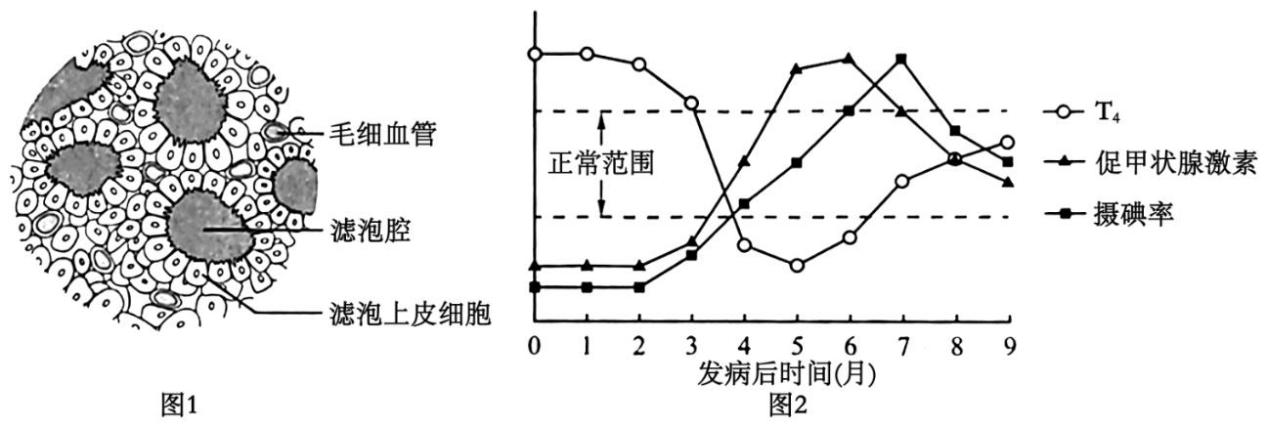 毛细血管
滤泡腔
滤泡上皮细胞
图1
正常范围
0 1 2 3 4 5 6 7 8 9
发病后时间(月)
图2
T₄
促甲状腺激素
摄碘率